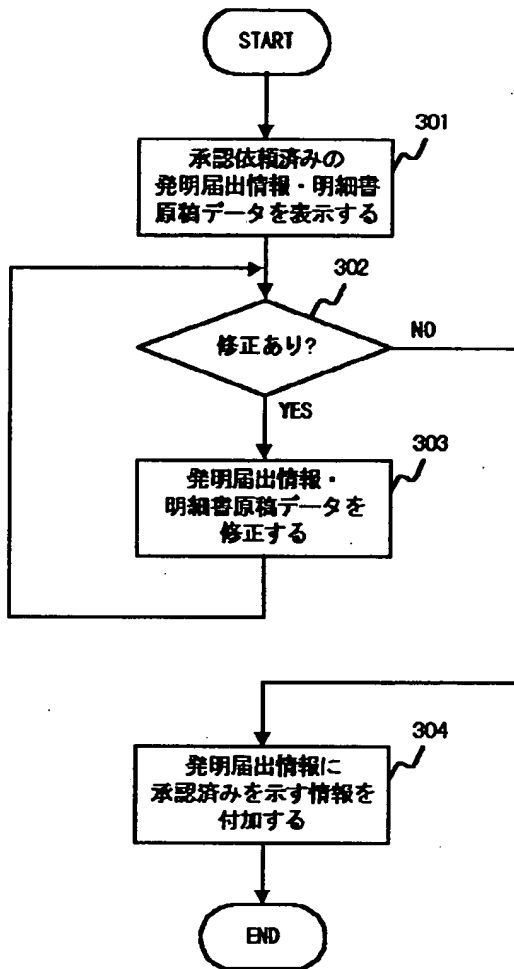 START
301
承認依頼済みの
発明届出情報・明細書
原稿データを表示する
302
修正あり?
NO
YES
303
発明届出情報・
明細書原稿データを
修正する
304
発明届出情報に
承認済みを示す情報を
付加する
END